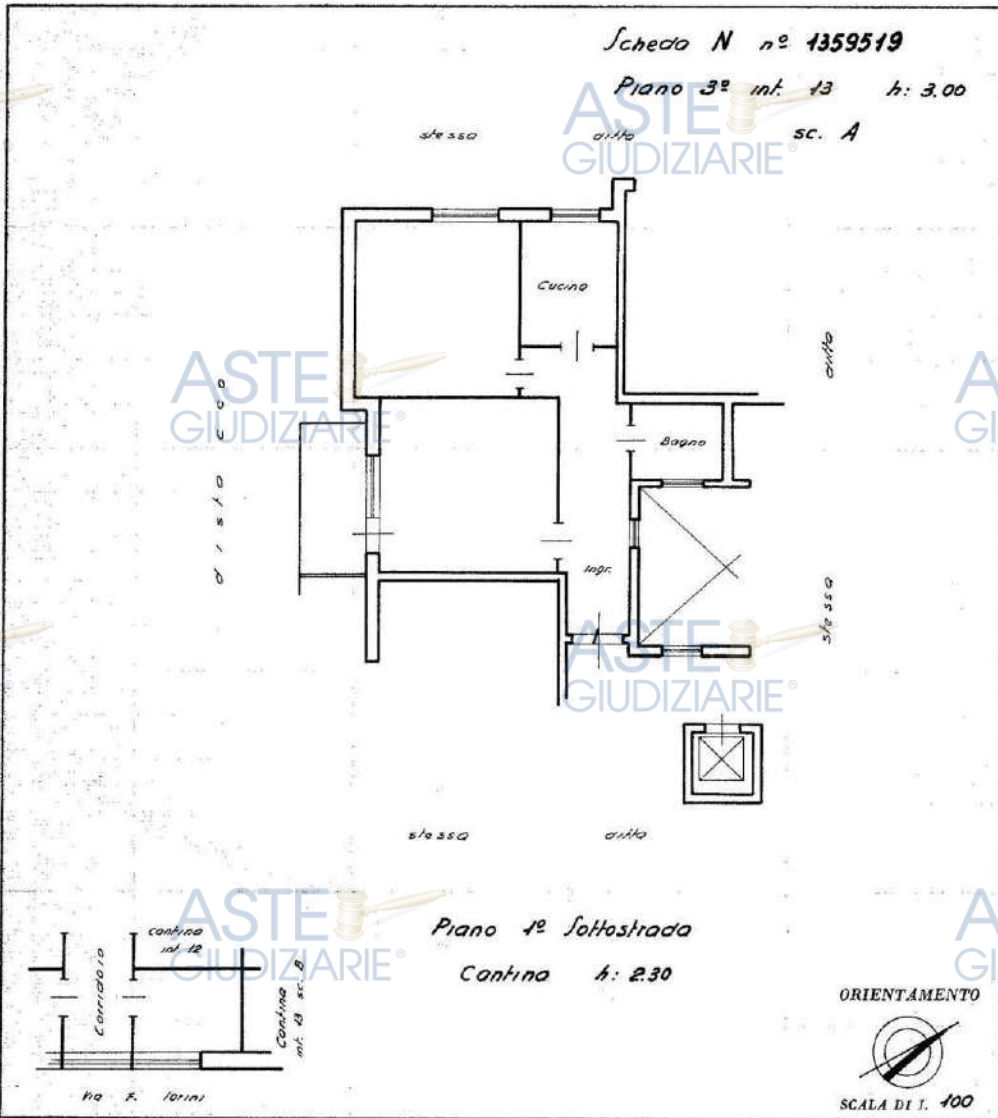 Scheda N nº 1359519
Piano 3º int. 13 h: 3.00
sc. A
stessa ditta
Cucina
ditta
distacco
Bagno
Ingr.
stessa
stessa ditta
Piano 1º Sottostrada
Cantina h: 2.30
cantina
int. 12
Corridoio
Cantina
int. 13 sc. B
Via F.
ORIENTAMENTO
SCALA DI 1: 100
ASTE
GIUDIZIARIE®
ASTE
GIUDIZIARIE®
ASTE
GIUDIZIARIE®
ASTE
GIUDIZIARIE®
A
GI
A
GI